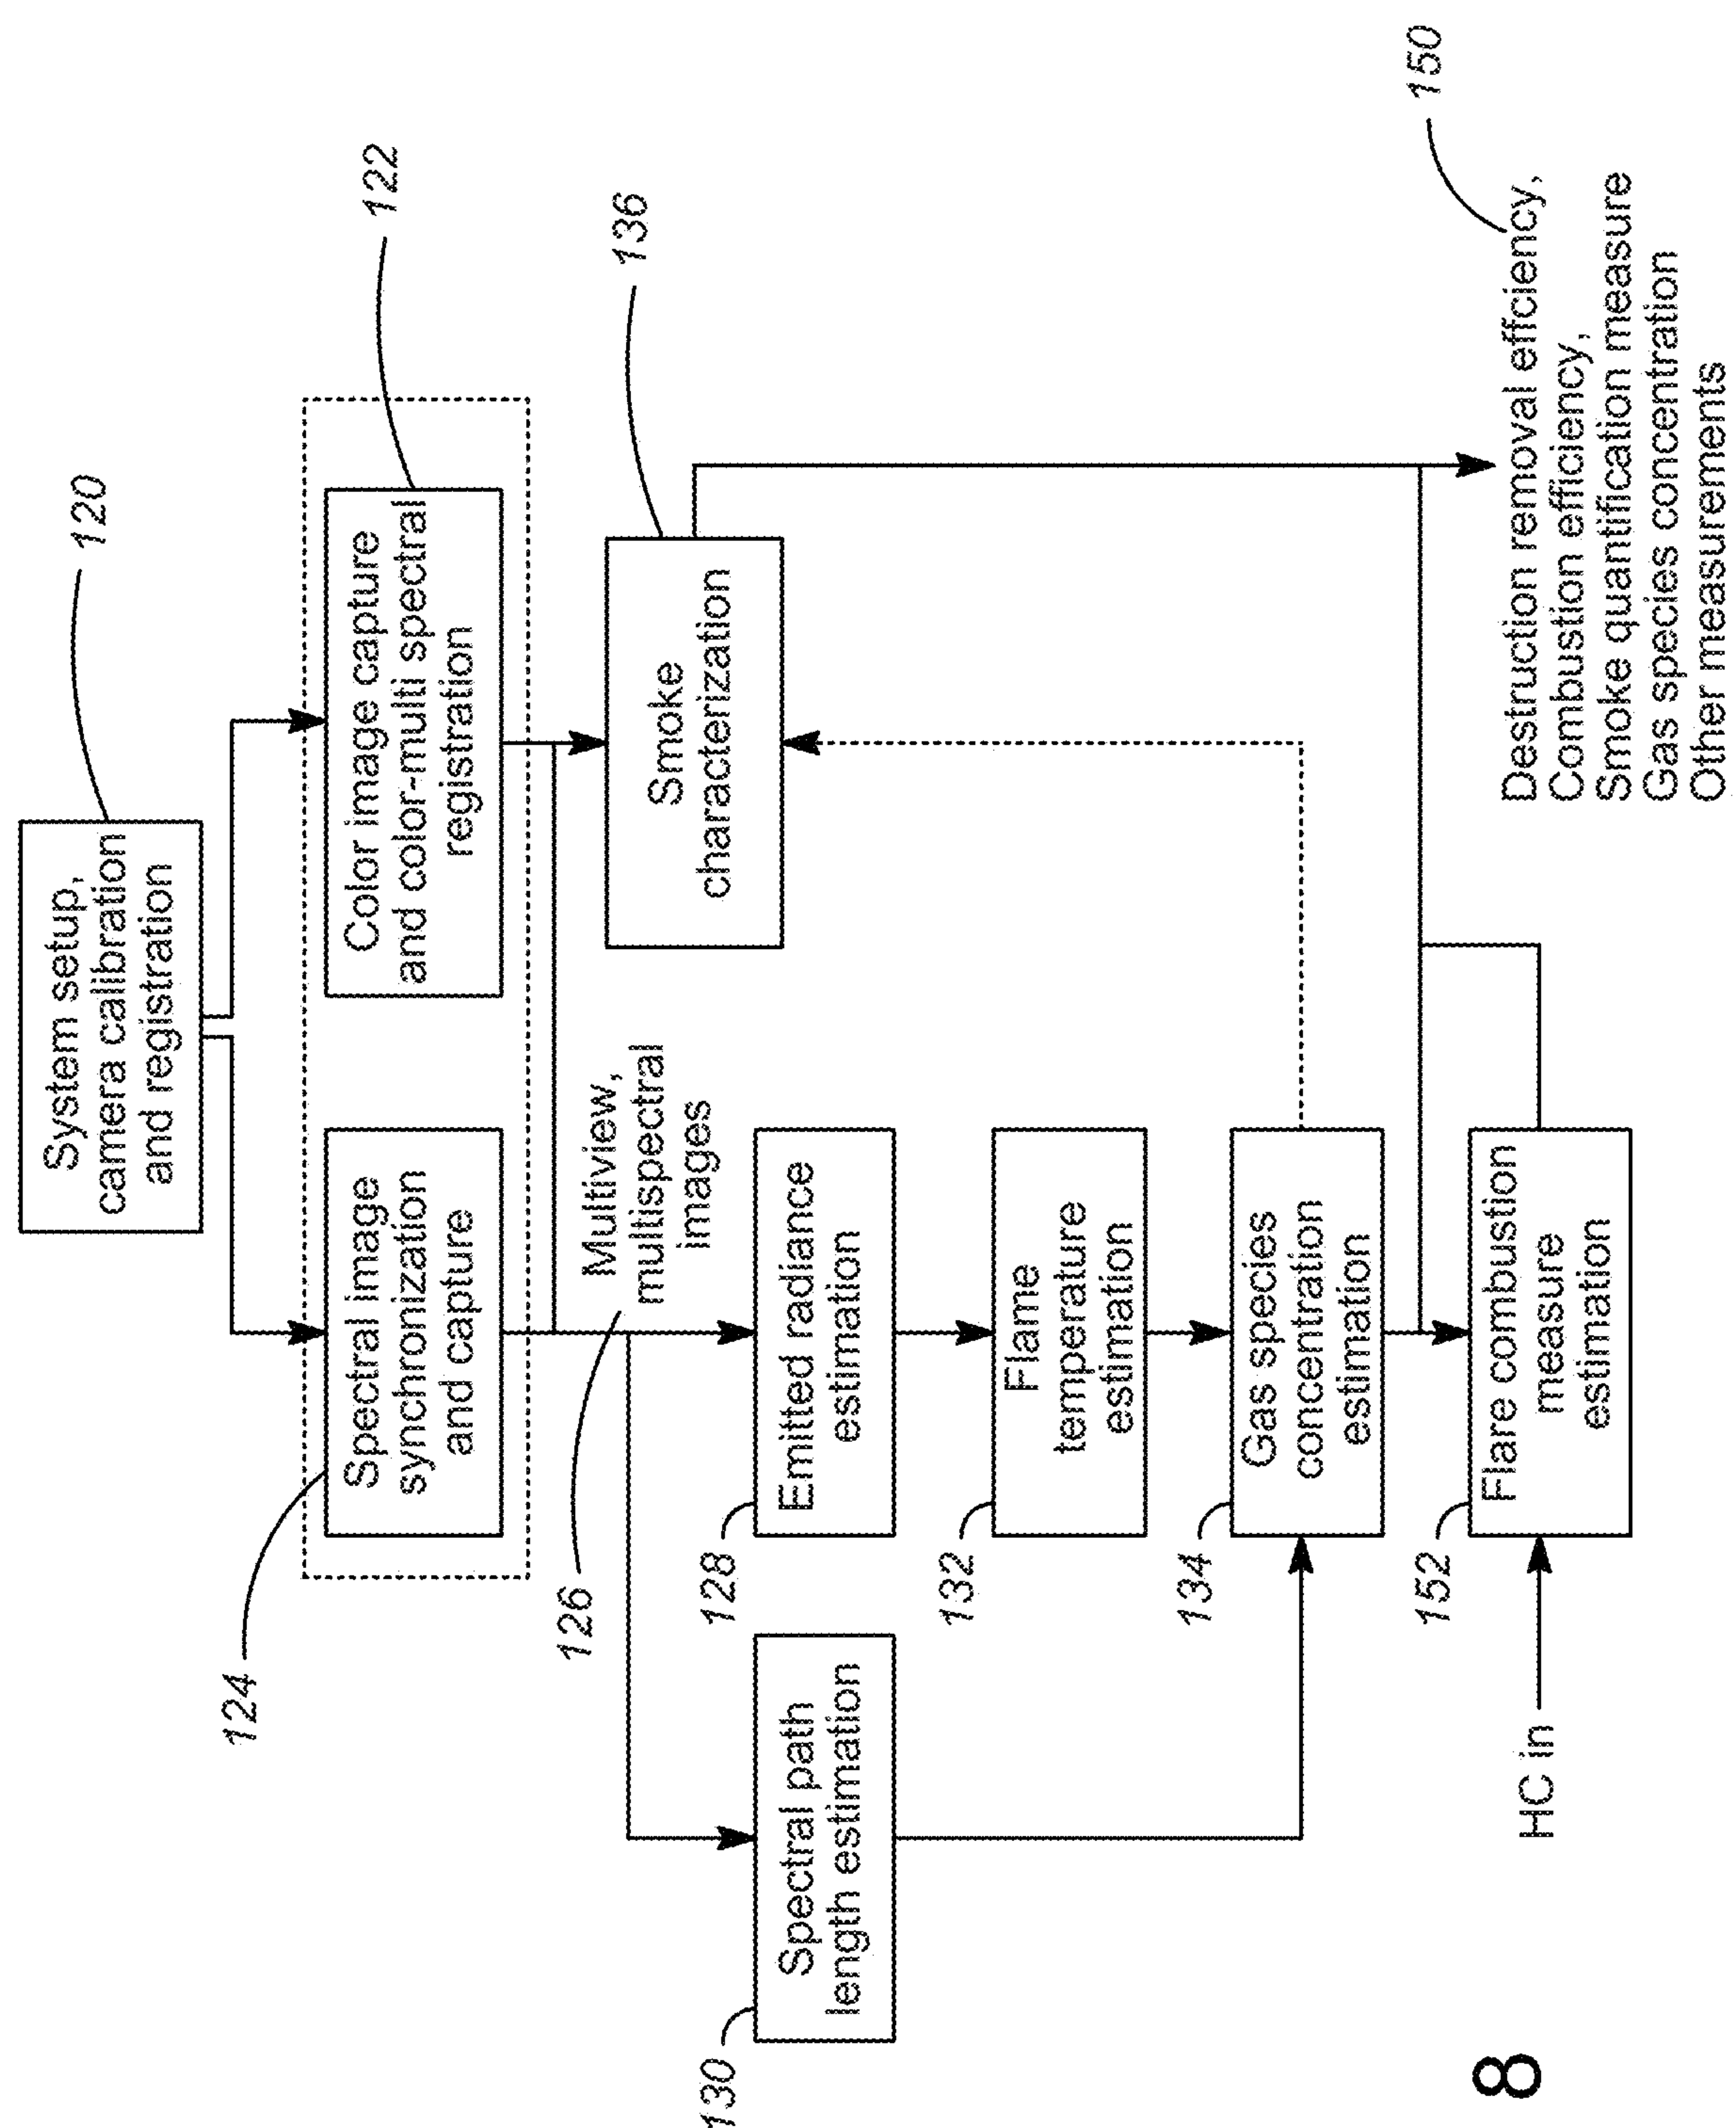 120
System setup,
camera calibration
and registration
124
Spectral image
synchronization
and capture
122
Color image capture
and color-multi spectral
registration
126
Multiview,
multispectral
images
136
Smoke
characterization
130
Spectral path
length estimation
128
Emitted radiance
estimation
132
Flame
temperature
estimation
134
Gas species
concentration
estimation
HC in
152
Flare combustion
measure
estimation
150
Destruction removal effciency,
Combustion efficiency,
Smoke quantification measure
Gas species concentration
Other measurements
8